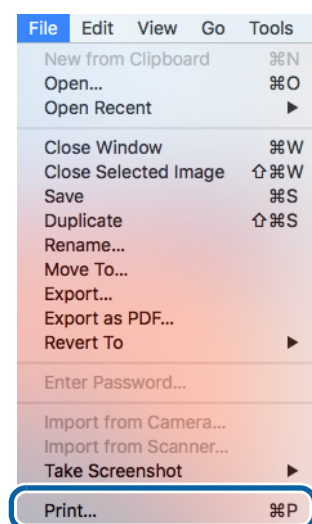 File Edit View Go Tools
New from Clipboard ⌘N
Open... ⌘O
Open Recent ▶
Close Window ⌘W
Close Selected Image ⇧⌘W
Save ⌘S
Duplicate ⇧⌘S
Rename...
Move To...
Export...
Export as PDF...
Revert To ▶
Enter Password...
Import from Camera...
Import from Scanner...
Take Screenshot ▶
Print... ⌘P